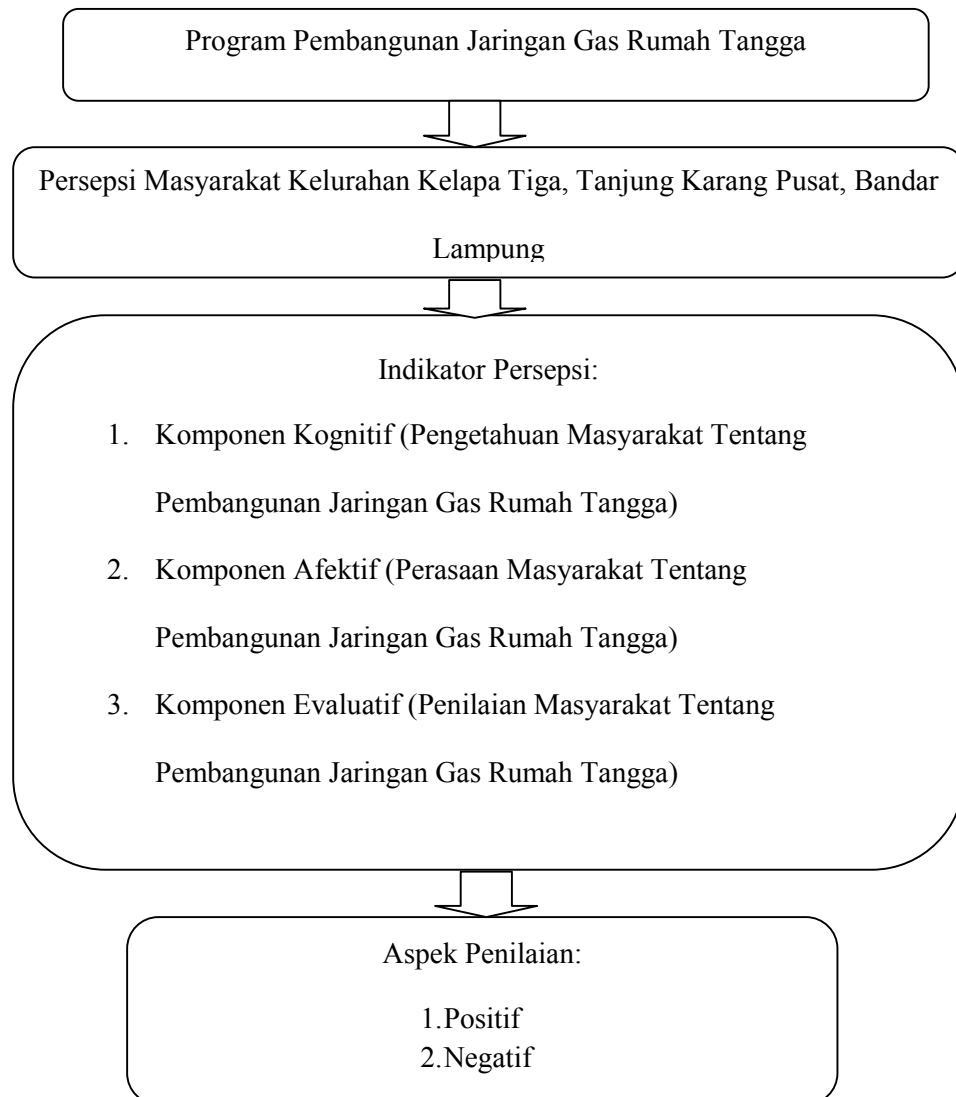 Program Pembangunan Jaringan Gas Rumah Tangga
Persepsi Masyarakat Kelurahan Kelapa Tiga, Tanjung Karang Pusat, Bandar
Lampung
Indikator Persepsi:
1. Komponen Kognitif (Pengetahuan Masyarakat Tentang
Pembangunan Jaringan Gas Rumah Tangga)
2. Komponen Afektif (Perasaan Masyarakat Tentang
Pembangunan Jaringan Gas Rumah Tangga)
3. Komponen Evaluatif (Penilaian Masyarakat Tentang
Pembangunan Jaringan Gas Rumah Tangga)
Aspek Penilaian:
1.Positif
2.Negatif